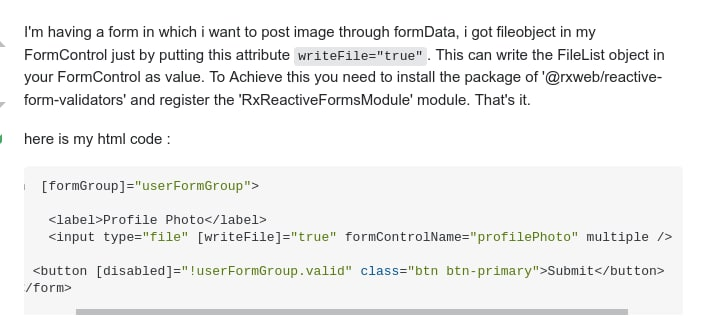 I'm having a form in which i want to post image through formData, i got fileobject in my
FormControl just by putting this attribute writeFile="true" . This can write the FileList object in
your FormControl as value. To Achieve this you need to install the package of '@rxweb/reactive-
form-validators' and register the 'RxReactiveFormsModule' module. That's it.
here is my html code :
[formGroup]="userFormGroup">
<label>Profile Photo</label>
<input type="file" [writeFile]="true" formControlName="profilePhoto" multiple />
<button [disabled]="!userFormGroup.valid" class="btn btn-primary">Submit</button>
/form>